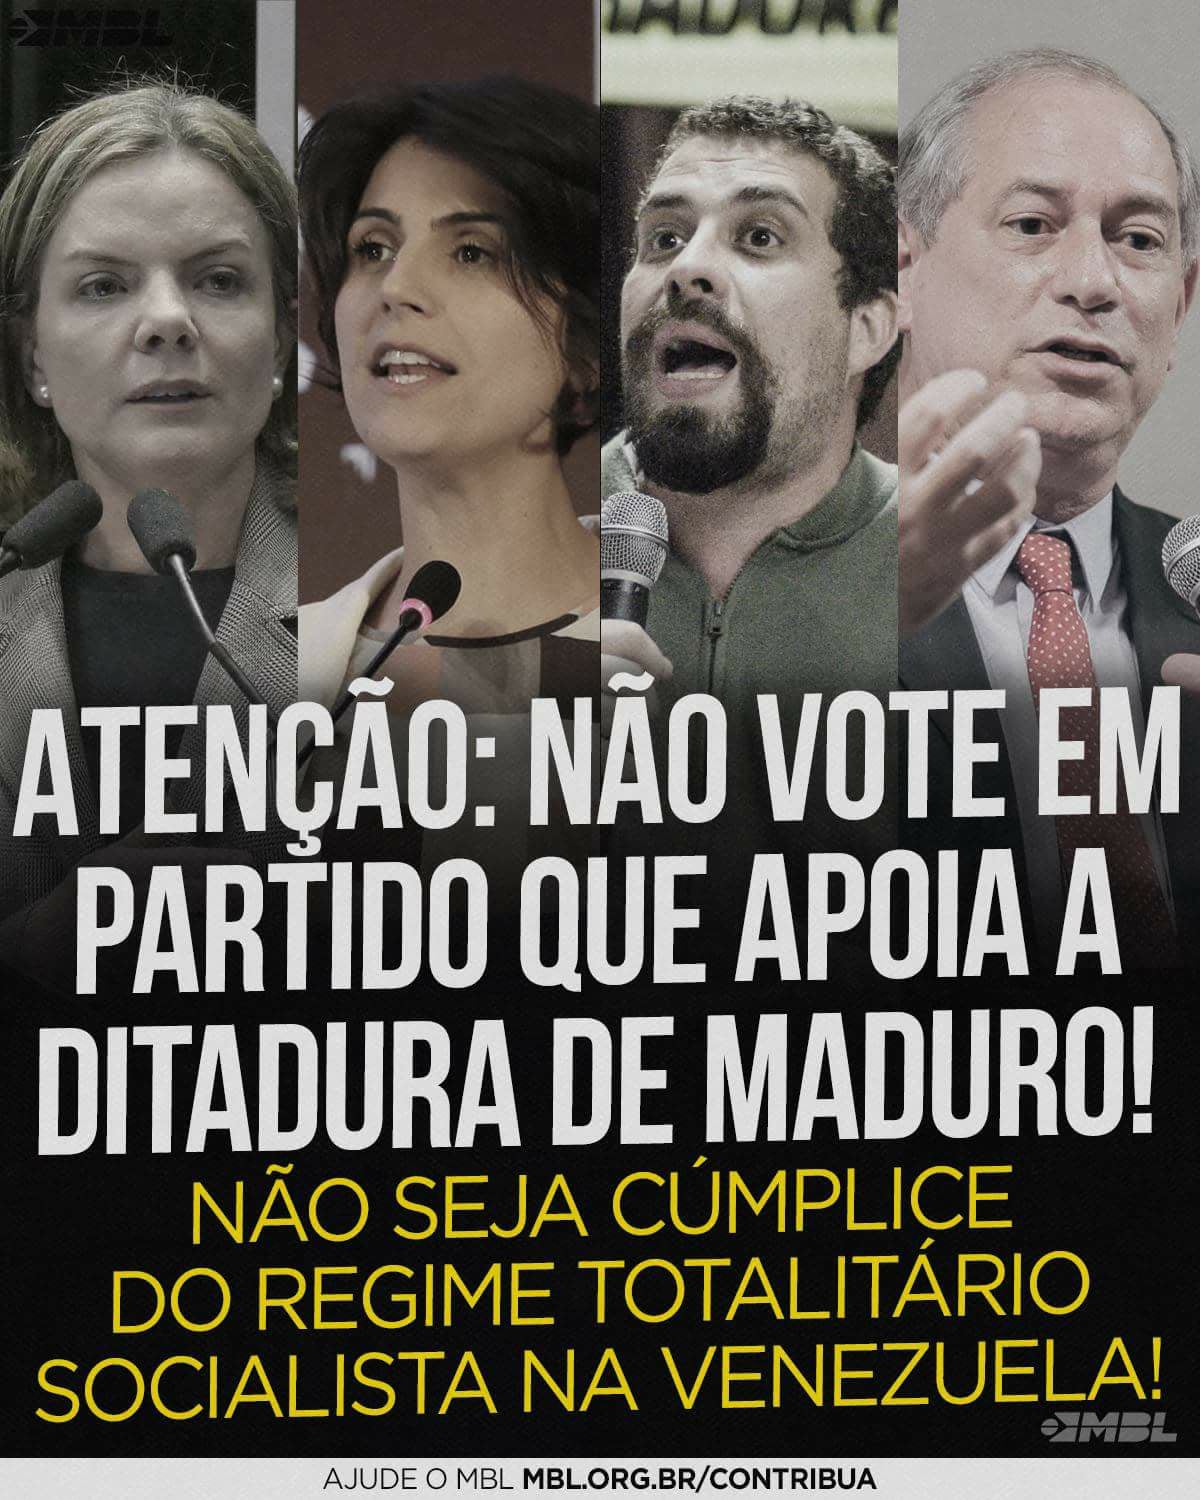 MBL
ATENÇÃO: NÃO VOTE EM
PARTIDO QUE APOIA A
DITADURA DE MADURO!
NÃO SEJA CÚMPLICE
DO REGIME TOTALITÁRIO
SOCIALISTA NA VENEZUELA!
MBL
AJUDE O MBL MBL.ORG.BR/CONTRIBUA